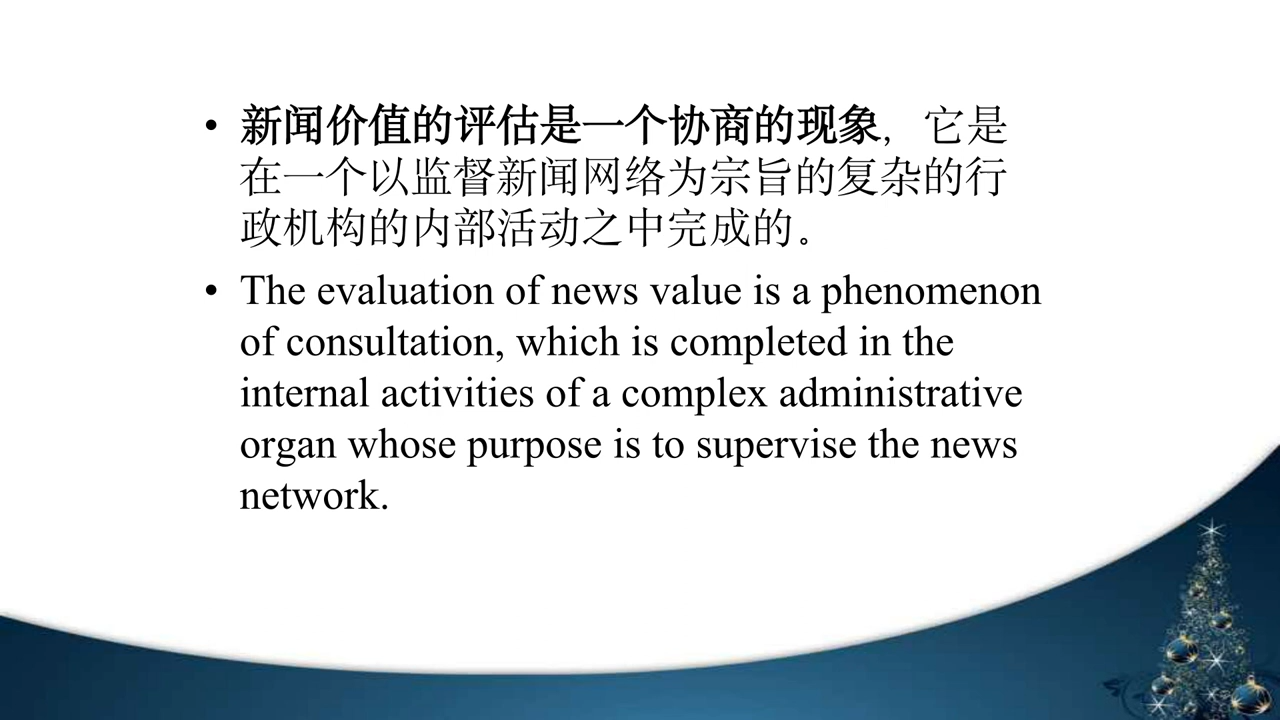 • 新闻价值的评估是一个协商的现象，它是
在一个以监督新闻网络为宗旨的复杂的行
政机构的内部活动之中完成的。
• The evaluation of news value is a phenomenon
of consultation, which is completed in the
internal activities of a complex administrative
organ whose purpose is to supervise the news
network.